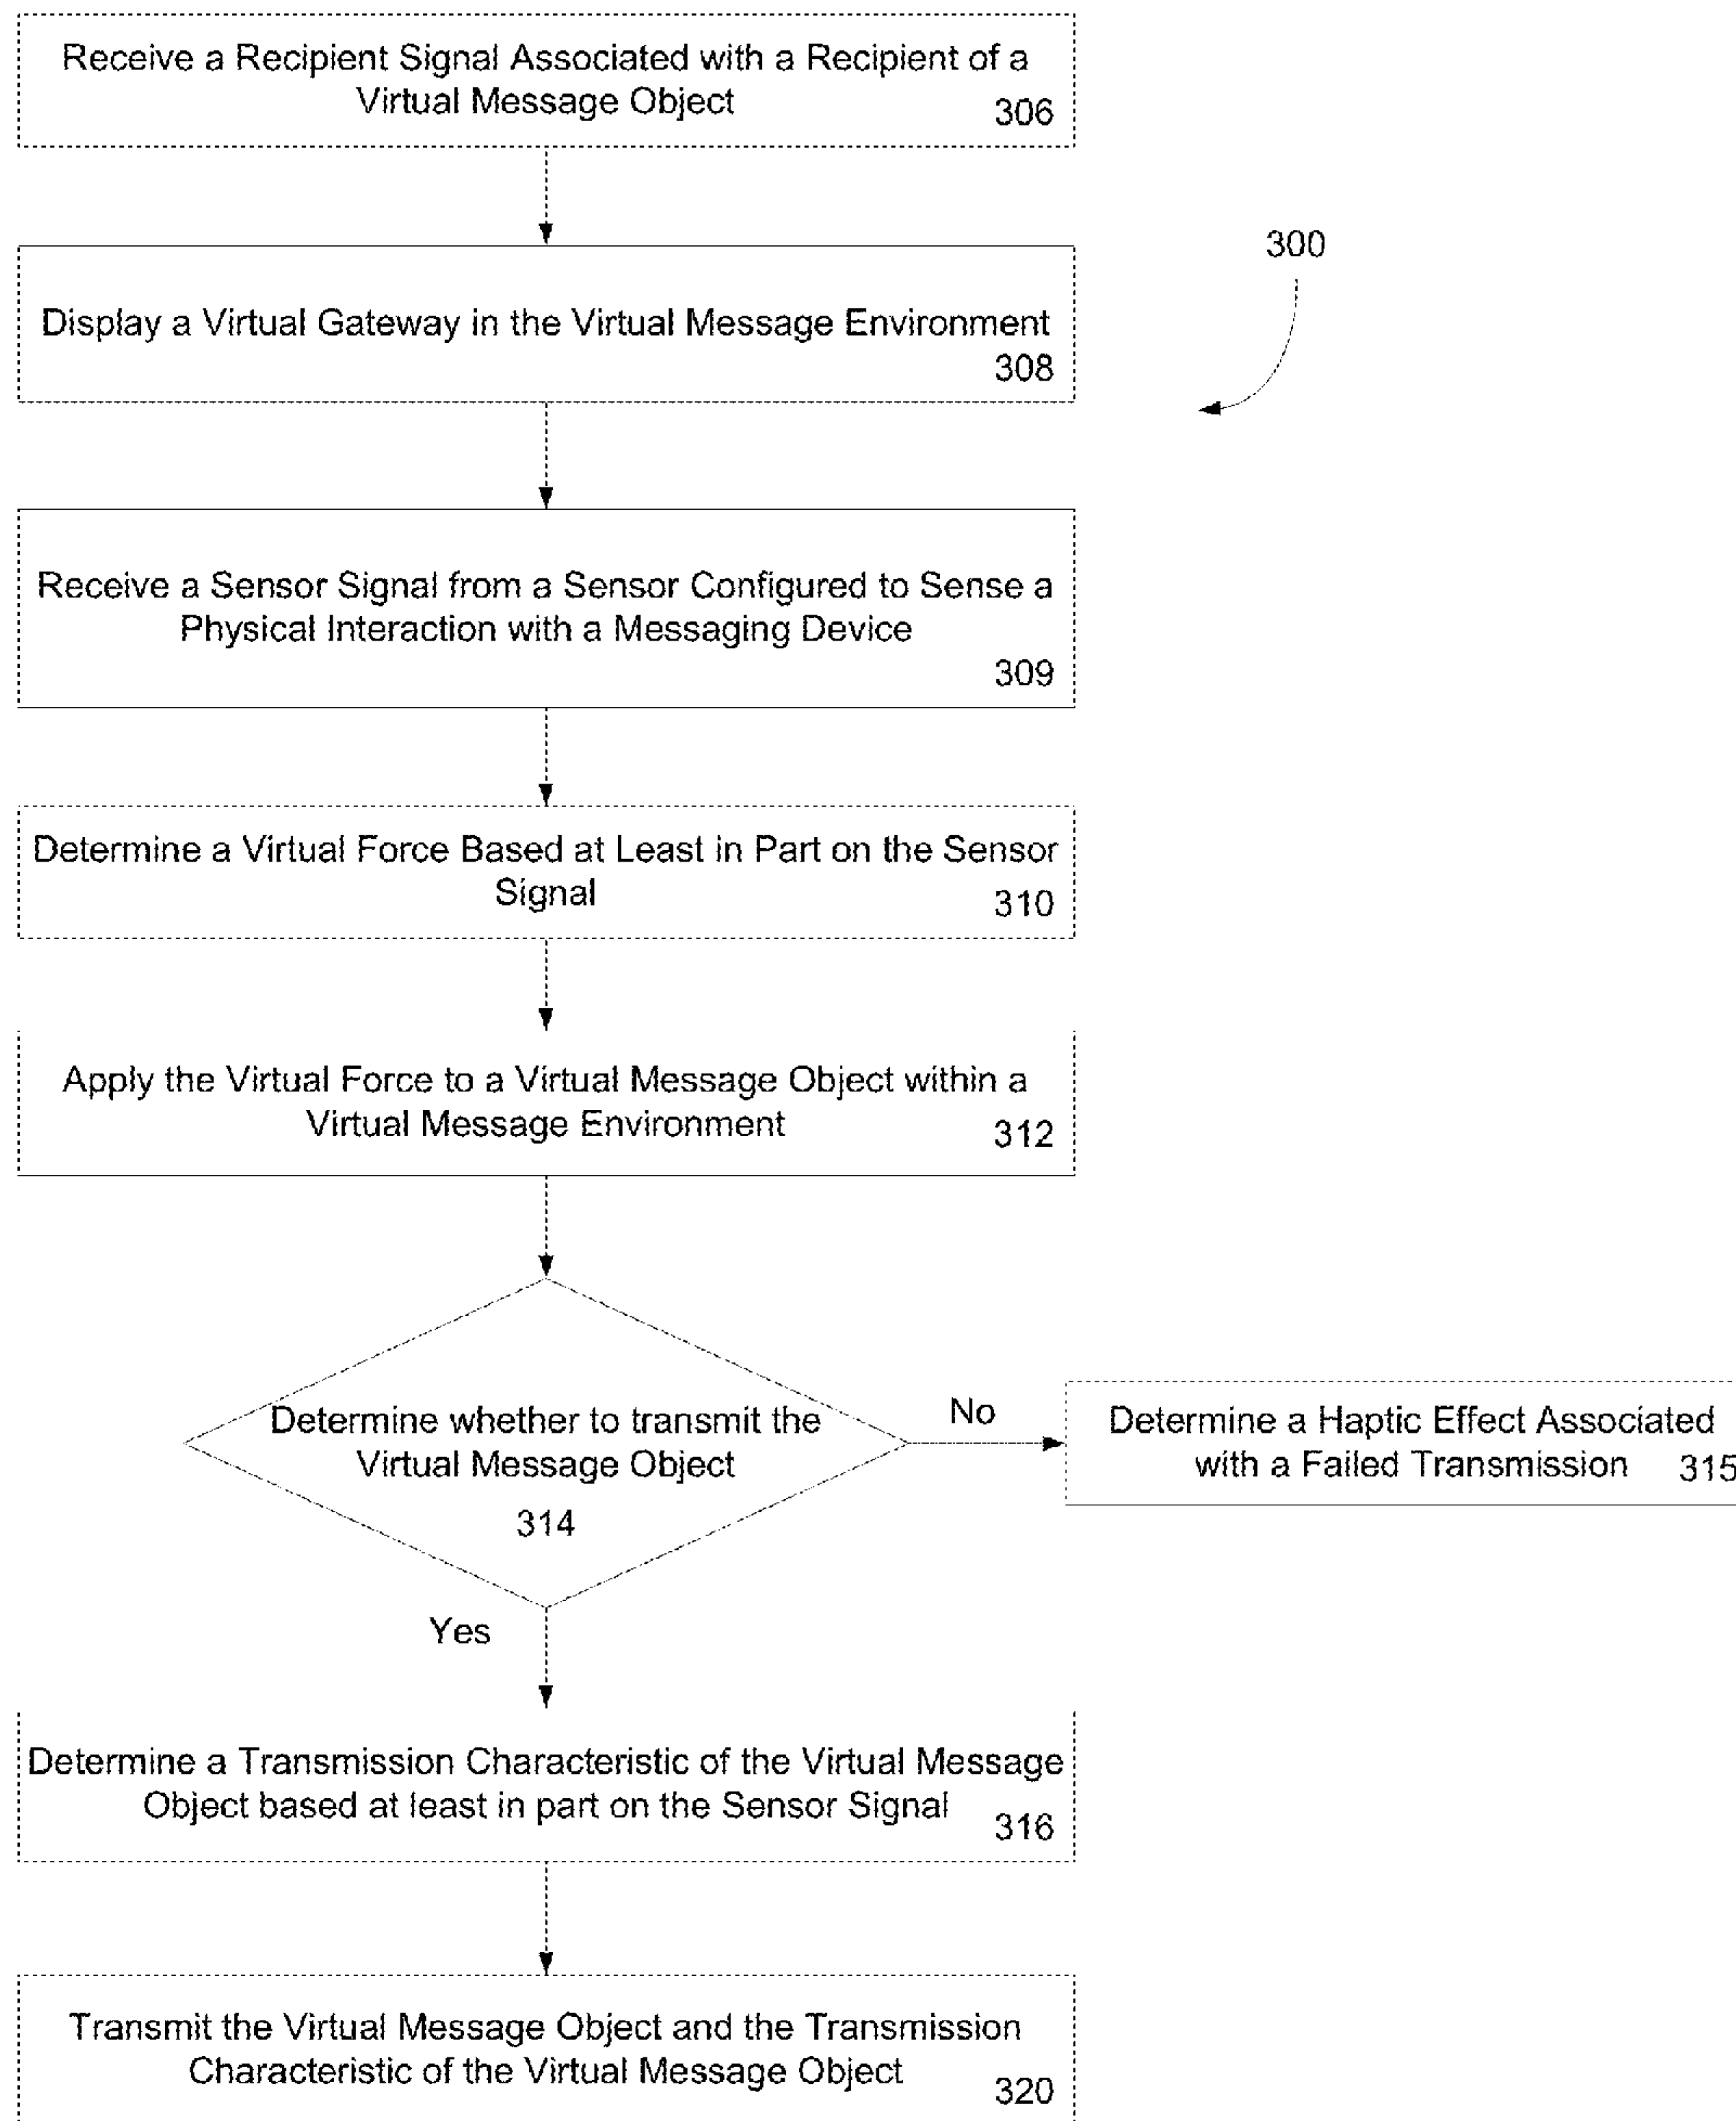 Receive a Recipient Signal Associated with a Recipient of a
Virtual Message Object
306
300
Display a Virtual Gateway in the Virtual Message Environment
308
Receive a Sensor Signal from a Sensor Configured to Sense a
Physical Interaction with a Messaging Device
309
Determine a Virtual Force Based at Least in Part on the Sensor
Signal
310
Apply the Virtual Force to a Virtual Message Object within a
Virtual Message Environment
312
Determine whether to transmit the
Virtual Message Object
314
No
Determine a Haptic Effect Associated
with a Failed Transmission
315
Yes
Determine a Transmission Characteristic of the Virtual Message
Object based at least in part on the Sensor Signal
316
Transmit the Virtual Message Object and the Transmission
Characteristic of the Virtual Message Object
320